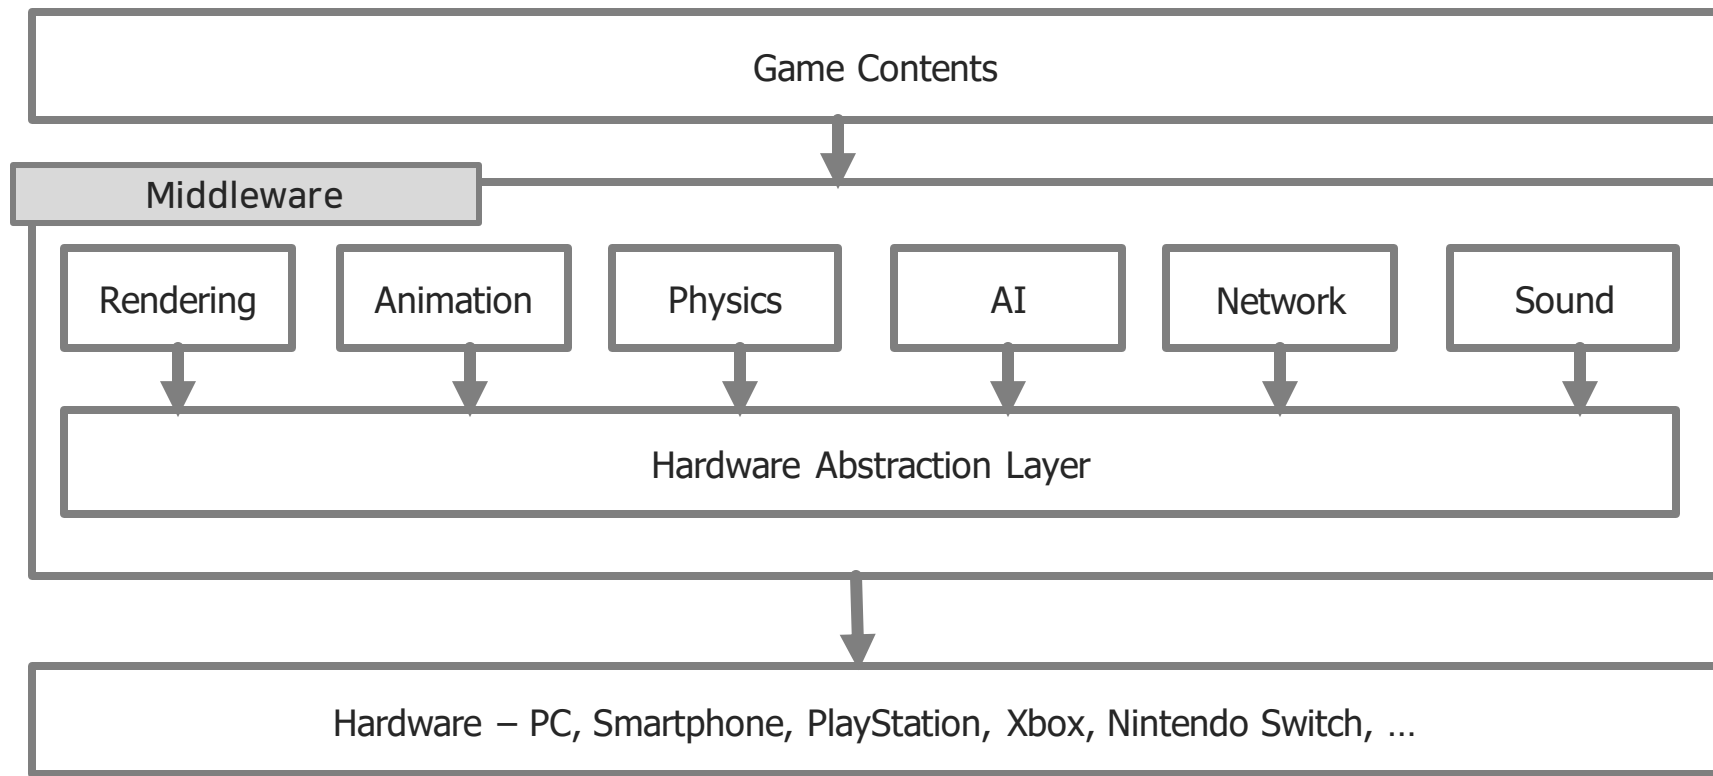 Game Contents
Middleware
Rendering
Animation
Physics
AI
Network
Sound
Hardware Abstraction Layer
Hardware – PC, Smartphone, PlayStation, Xbox, Nintendo Switch, …